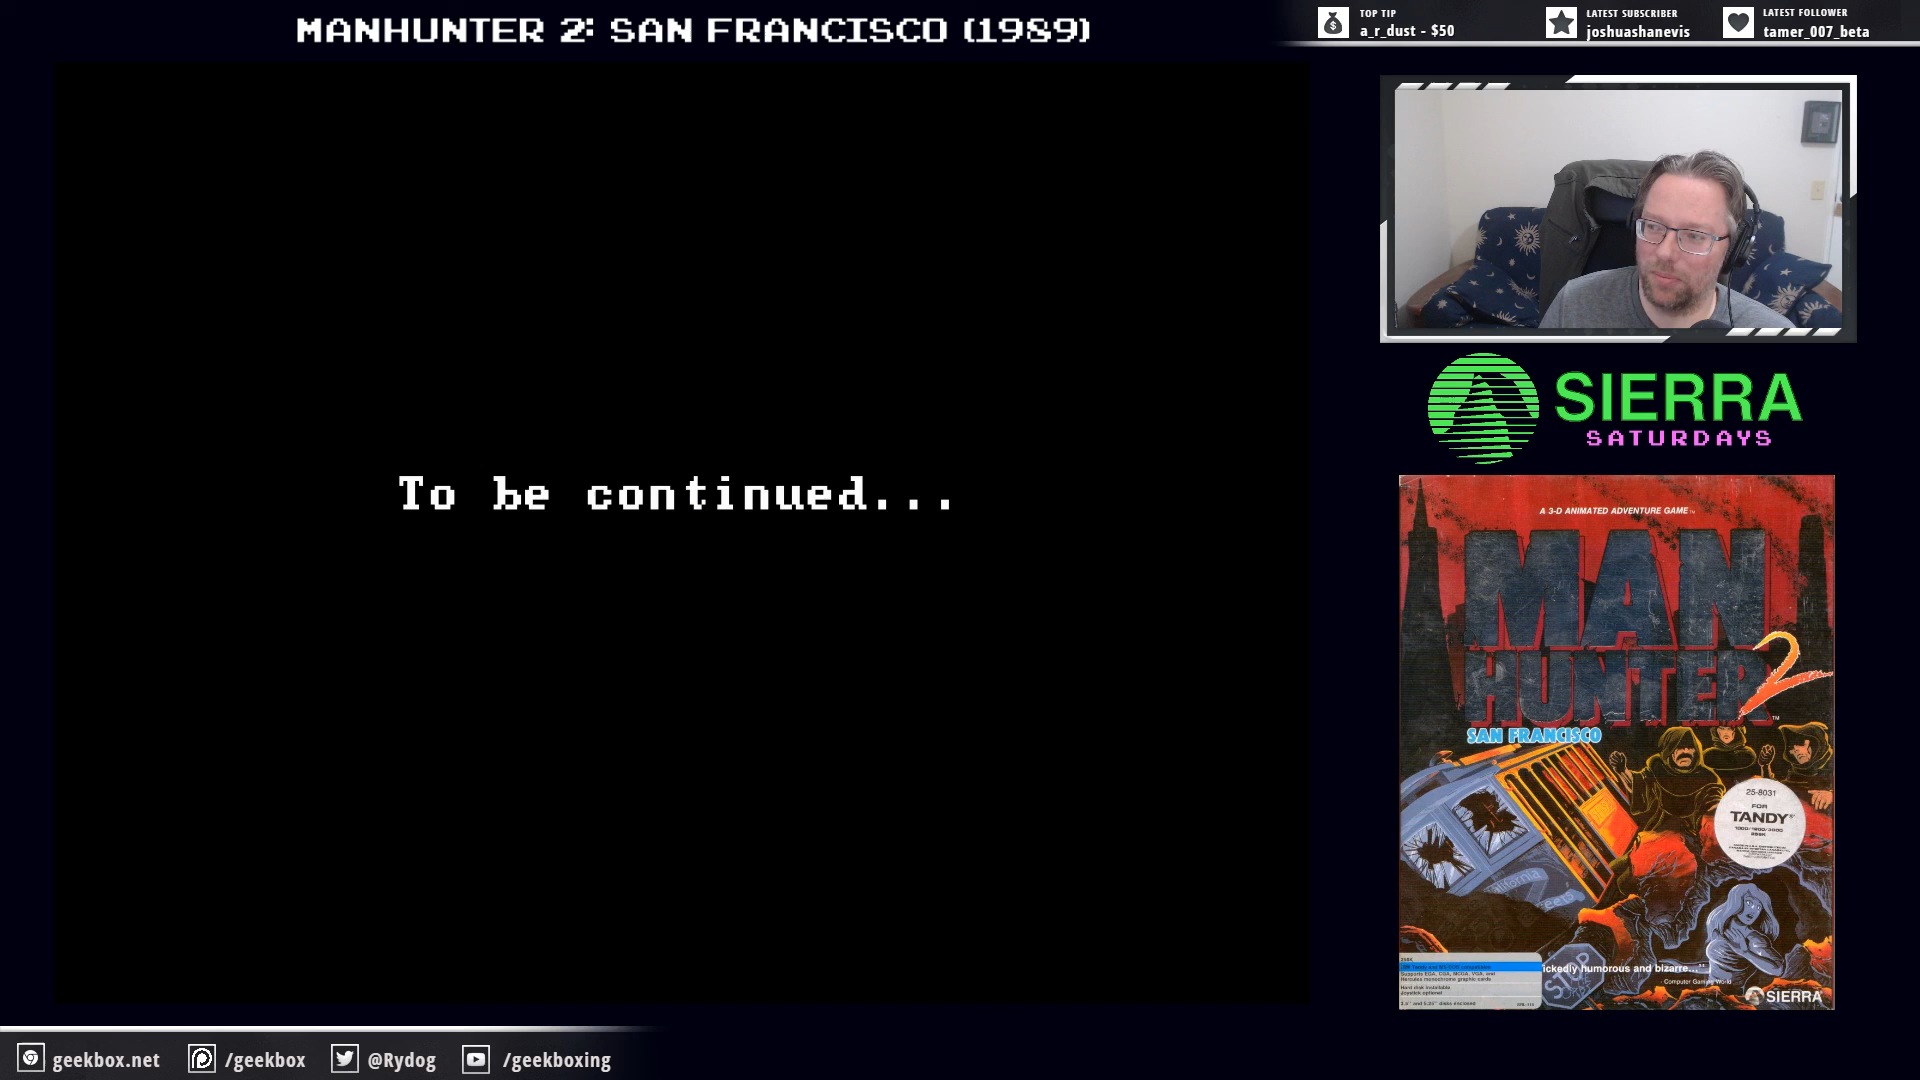 MANHUNTER 2: SAN FRANCISCO (1989)
TOP TIP
a_r_dust - $50
LATEST SUBSCRIBER
joshuashanevis
LATEST FOLLOWER
tamer_007_beta
To be continued...
SIERRA
SATURDAYS
A 3-D ANIMATED ADVENTURE GAME
MAN
HUNTER 2
SAN FRANCISCO
25-8031
FOR
TANDY
ickedly humorous and bizarre..."
- Computer Gaming World
STOP
SIERRA
geekbox.net
/geekbox
@Rydog
/geekboxing